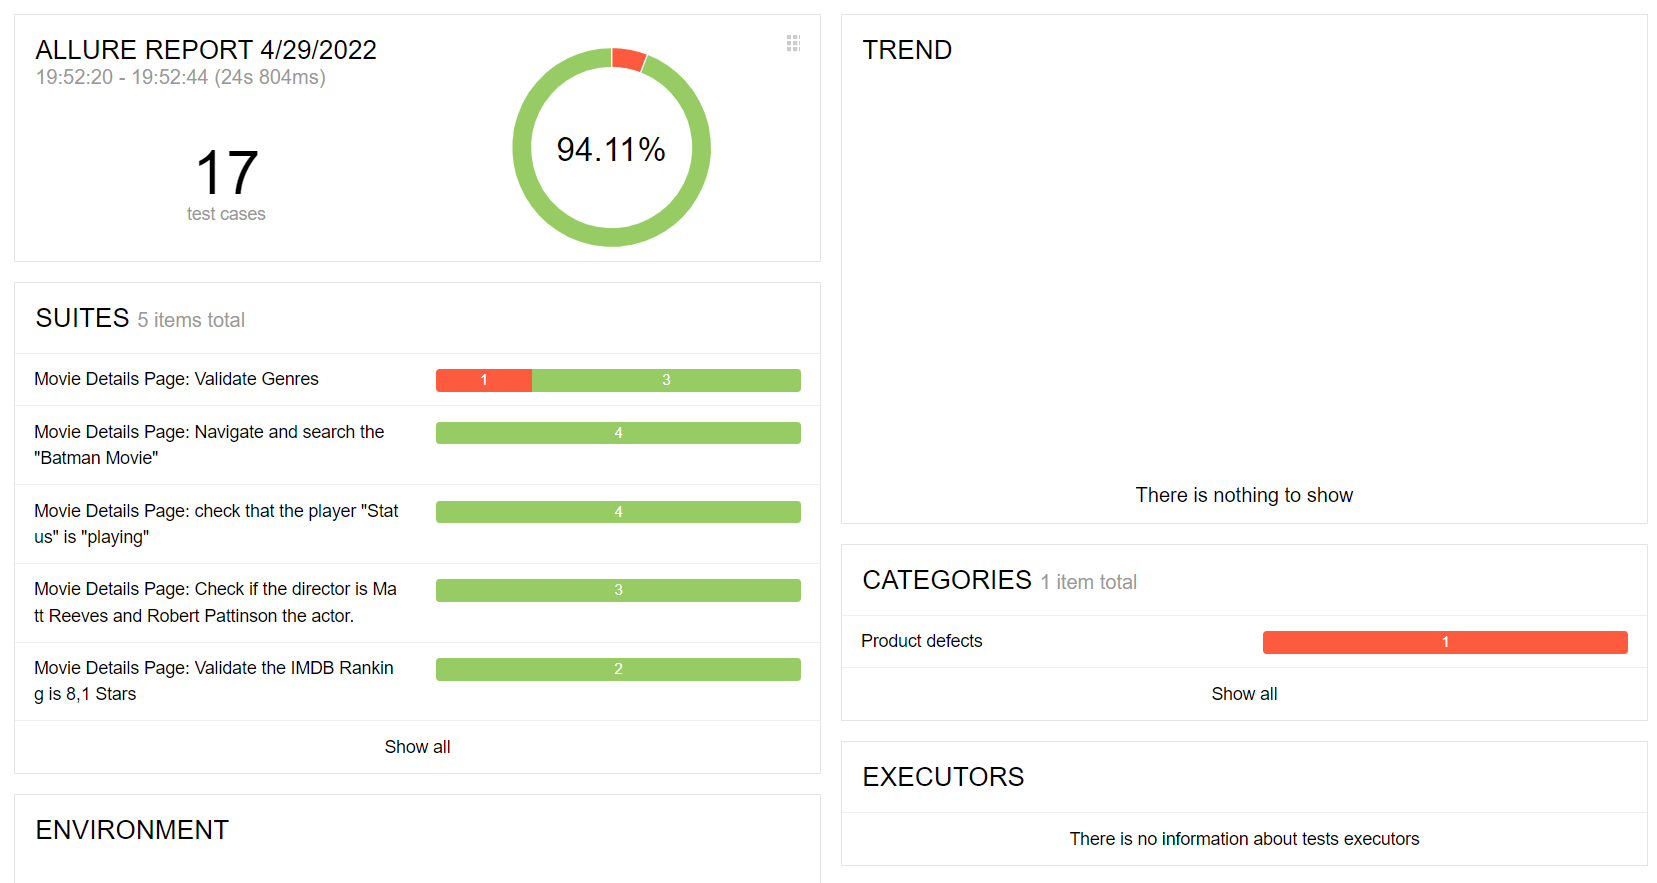 ALLURE REPORT 4/29/2022
19:52:20 - 19:52:44 (24s 804ms)
17
test cases
94.11%
SUITES 5 items total
Movie Details Page: Validate Genres
1 3
Movie Details Page: Navigate and search the
"Batman Movie"
4
Movie Details Page: check that the player "Stat
us" is "playing"
4
Movie Details Page: Check if the director is Ma
tt Reeves and Robert Pattinson the actor.
3
Movie Details Page: Validate the IMDB Rankin
g is 8,1 Stars
2
Show all
ENVIRONMENT
TREND
There is nothing to show
CATEGORIES 1 item total
Product defects
1
Show all
EXECUTORS
There is no information about tests executors